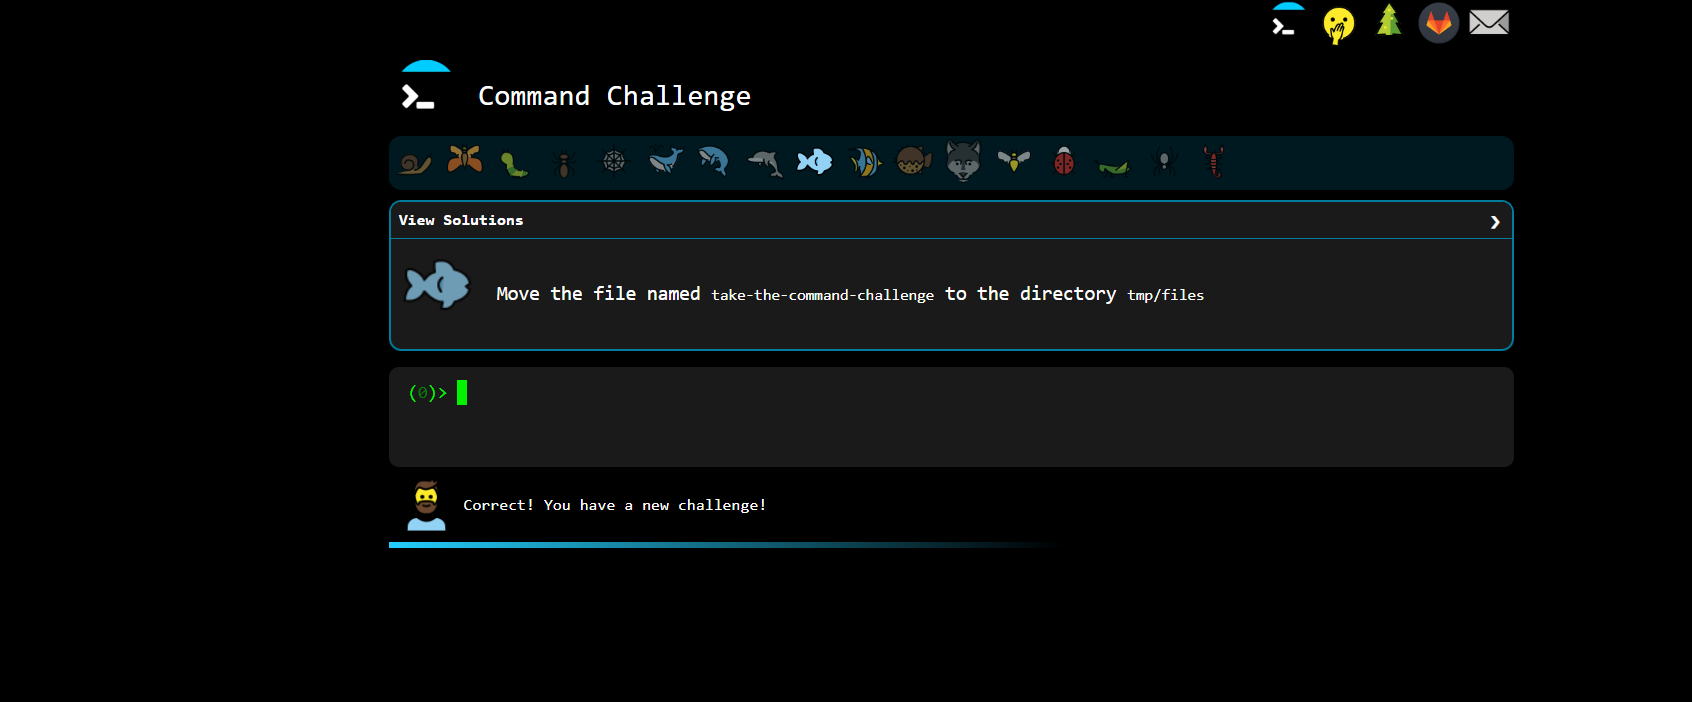 Command Challenge
View Solutions
Move the file named take-the-command-challenge to the directory tmp/files
(0)>
Correct! You have a new challenge!